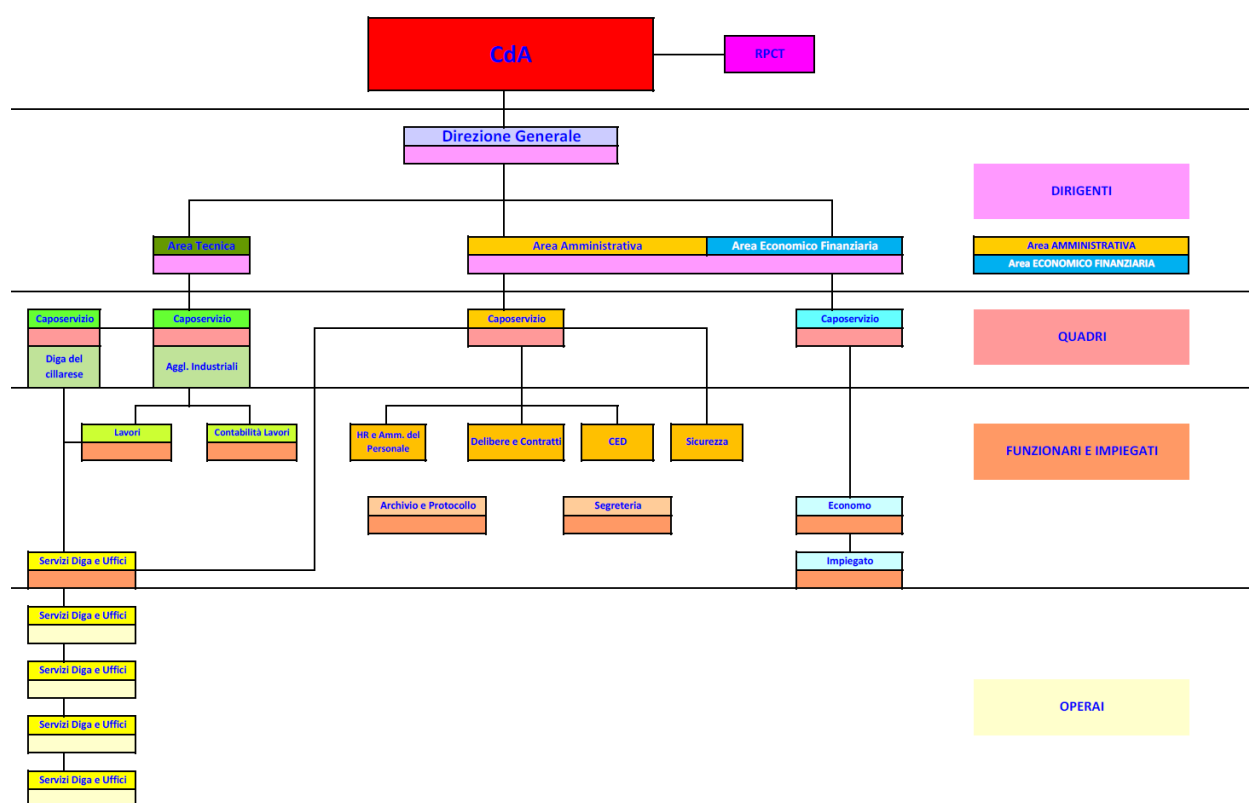 CdA
RPCT
Direzione Generale
DIRIGENTI
Area Tecnica
Area Amministrativa
Area Economico Finanziaria
Area AMMINISTRATIVA
Area ECONOMICO FINANZIARIA
Caposervizio
Caposervizio
Caposervizio
Caposervizio
QUADRI
Diga del
cillarese
Aggl. Industriali
Lavori
Contabilità Lavori
HR e Amm. del
Personale
Delibere e Contratti
CED
Sicurezza
FUNZIONARI E IMPIEGATI
Archivio e Protocollo
Segreteria
Economo
Servizi Diga e Uffici
Impiegato
Servizi Diga e Uffici
Servizi Diga e Uffici
OPERAI
Servizi Diga e Uffici
Servizi Diga e Uffici